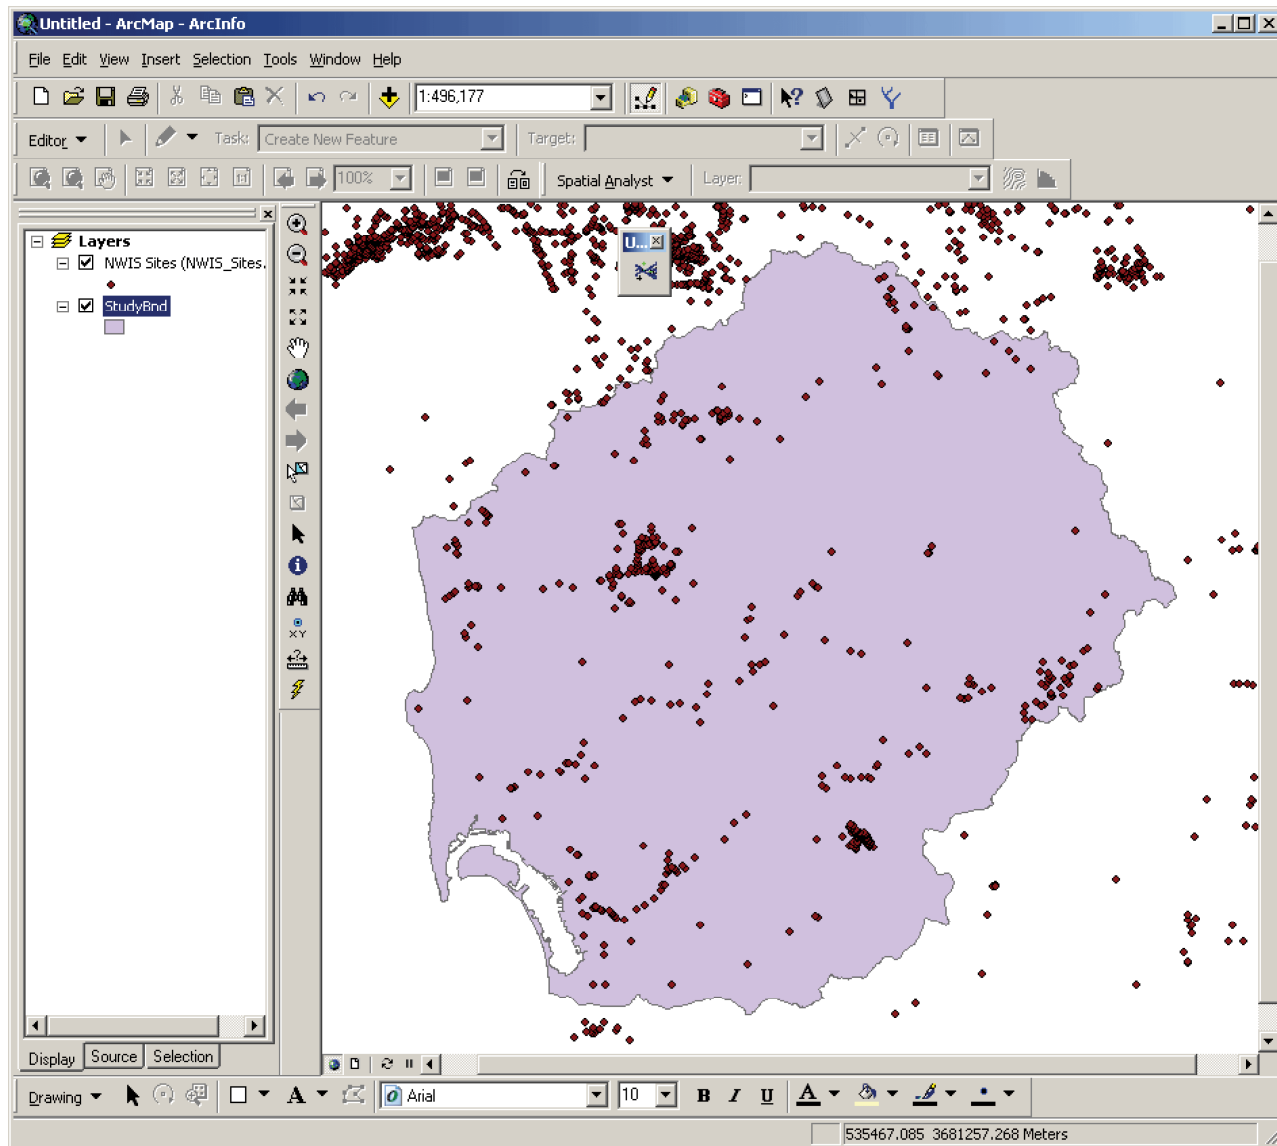 Untitled - ArcMap - ArcInfo
File Edit View Insert Selection Tools Window Help
1:496,177
Editor Task: Create New Feature Target:
100% Spatial Analyst Layer:
U...
Layers
NWIS Sites (NWIS_Sites.
StudyBnd
XY
Display Source Selection
Drawing A Arial 10 B I U A
535467.085 3681257.268 Meters